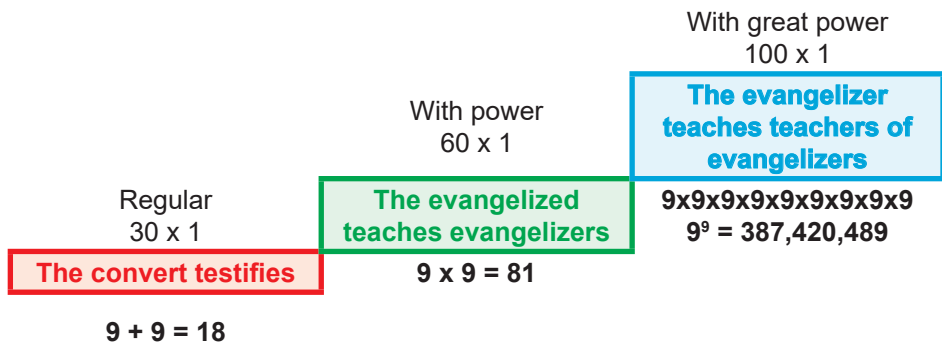 Regular
30 x 1
The convert testifies
9 + 9 = 18
With power
60 x 1
The evangelized
teaches evangelizers
9 x 9 = 81
With great power
100 x 1
The evangelizer
teaches teachers of
evangelizers
9x9x9x9x9x9x9x9x9
9⁹ = 387,420,489